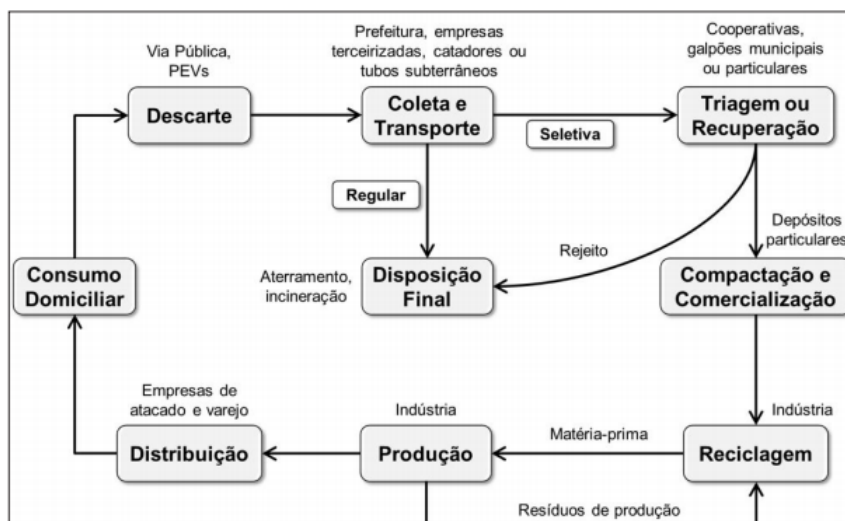 Via Pública,
PEVs
Descarte
Prefeitura, empresas
terceirizadas, catadores ou
tubos subterrâneos
Coleta e
Transporte
Seletiva
Cooperativas,
galpões municipais
ou particulares
Triagem ou
Recuperação
Regular
Rejeito
Depósitos
particulares
Consumo
Domiciliar
Aterramento,
incineração
Disposição
Final
Compactação e
Comercialização
Empresas de
atacado e varejo
Distribuição
Indústria
Produção
Matéria-prima
Indústria
Reciclagem
Resíduos de produção